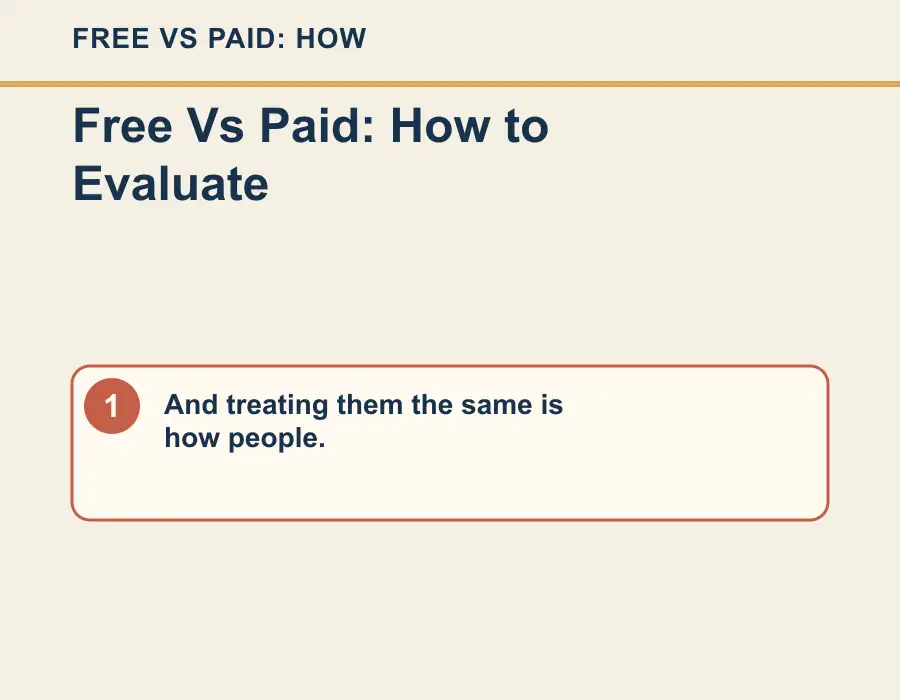 FREE VS PAID: HOW
Free Vs Paid: How to
Evaluate
1
And treating them the same is
how people.